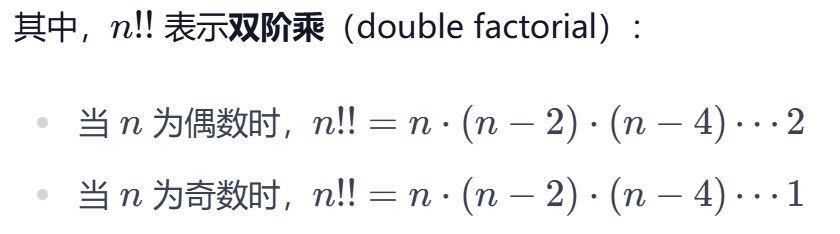 其中，n!! 表示双阶乘（double factorial）：
• 当 n 为偶数时，n!! = n · (n − 2) · (n − 4) ··· 2
• 当 n 为奇数时，n!! = n · (n − 2) · (n − 4) ··· 1